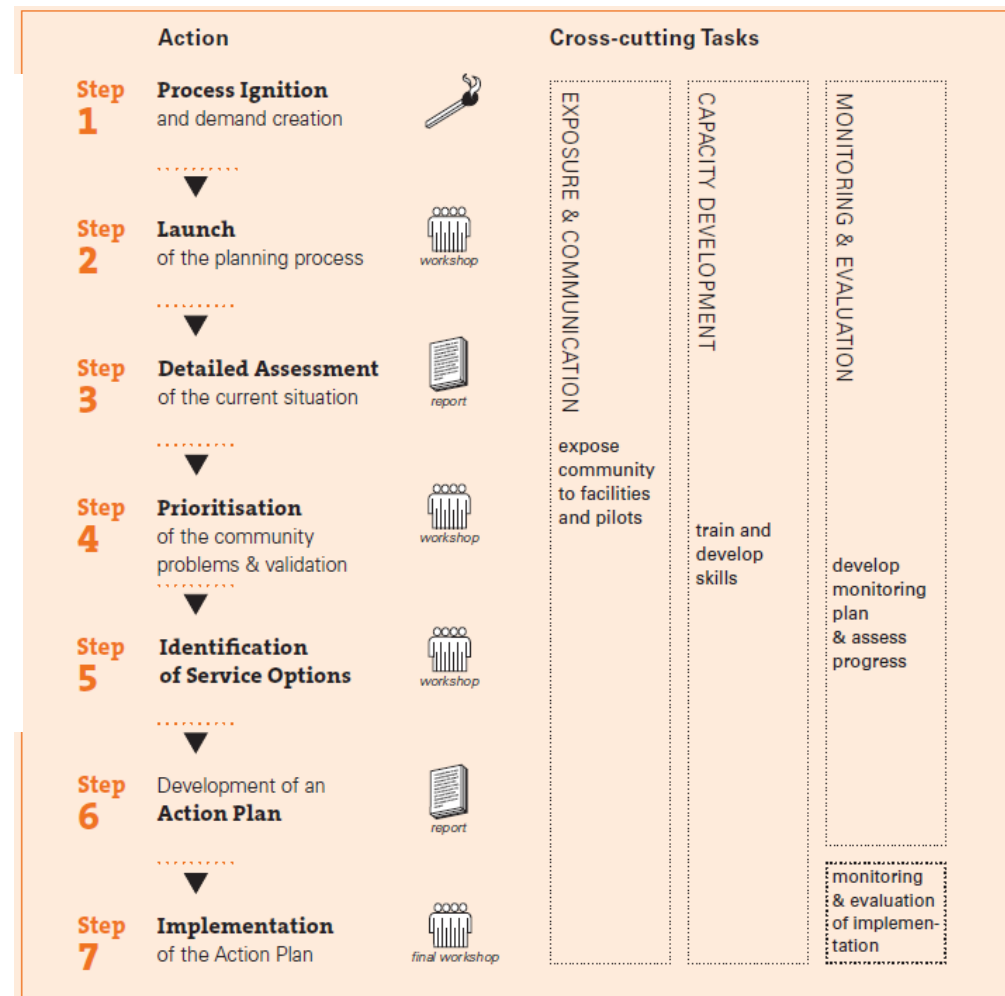 Action
Cross-cutting Tasks
Step
1
Process Ignition
and demand creation
Step
2
Launch
of the planning process
workshop
Step
3
Detailed Assessment
of the current situation
report
Step
4
Prioritisation
of the community
problems & validation
workshop
Step
5
Identification
of Service Options
workshop
Step
6
Development of an
Action Plan
report
Step
7
Implementation
of the Action Plan
final workshop
EXPOSURE & COMMUNICATION
expose
community
to facilities
and pilots
CAPACITY DEVELOPMENT
train and
develop
skills
MONITORING & EVALUATION
develop
monitoring
plan
& assess
progress
monitoring
& evaluation
of implemen-
tation